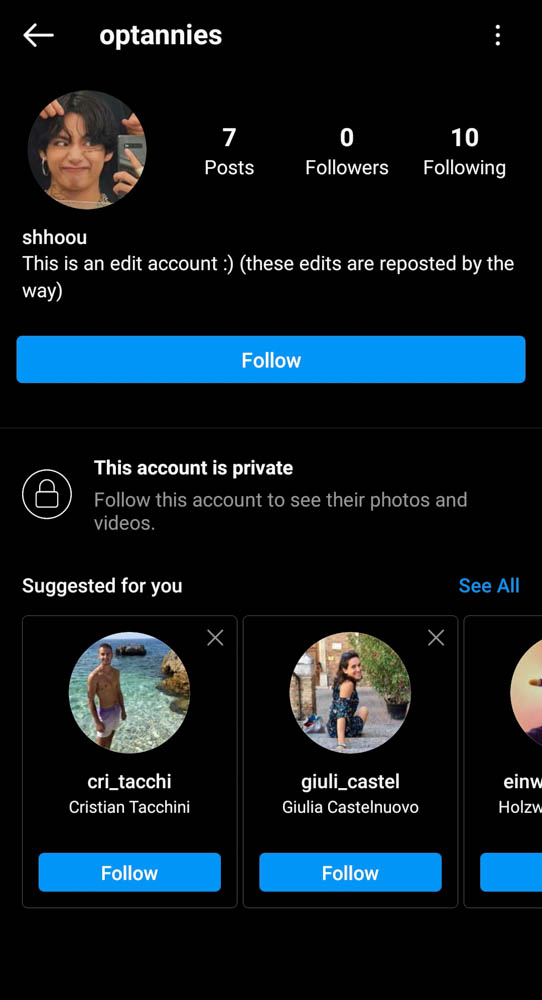 optannies
7 0 10
Posts Followers Following
shhoou
This is an edit account :) (these edits are reposted by the
way)
Follow
This account is private
Follow this account to see their photos and
videos.
Suggested for you See All
cri_tacchi giuli_castel einw
Cristian Tacchini Giulia Castelnuovo Holzw
Follow Follow